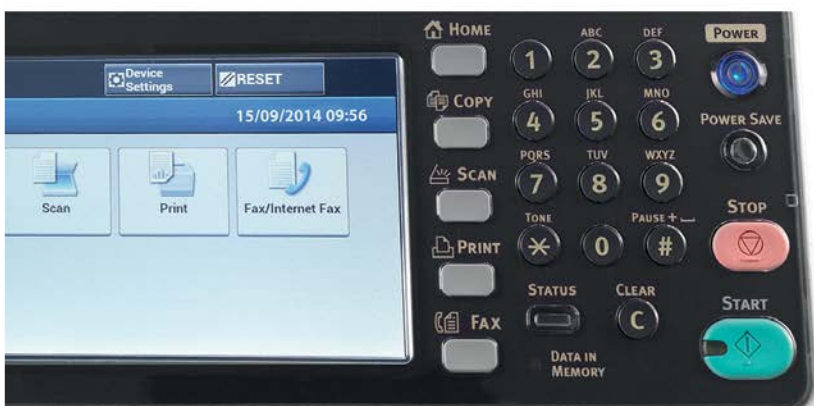 Device
Settings
RESET
15/09/2014 09:56
Scan
Print
Fax/Internet Fax
HOME
COPY
SCAN
PRINT
FAX
ABC
DEF
1
2
3
GHI
JKL
MNO
4
5
6
PQRS
TUV
WXYZ
7
8
9
TONE
PAUSE +
*
0
#
STATUS
CLEAR
C
DATA IN
MEMORY
POWER
POWER SAVE
STOP
START